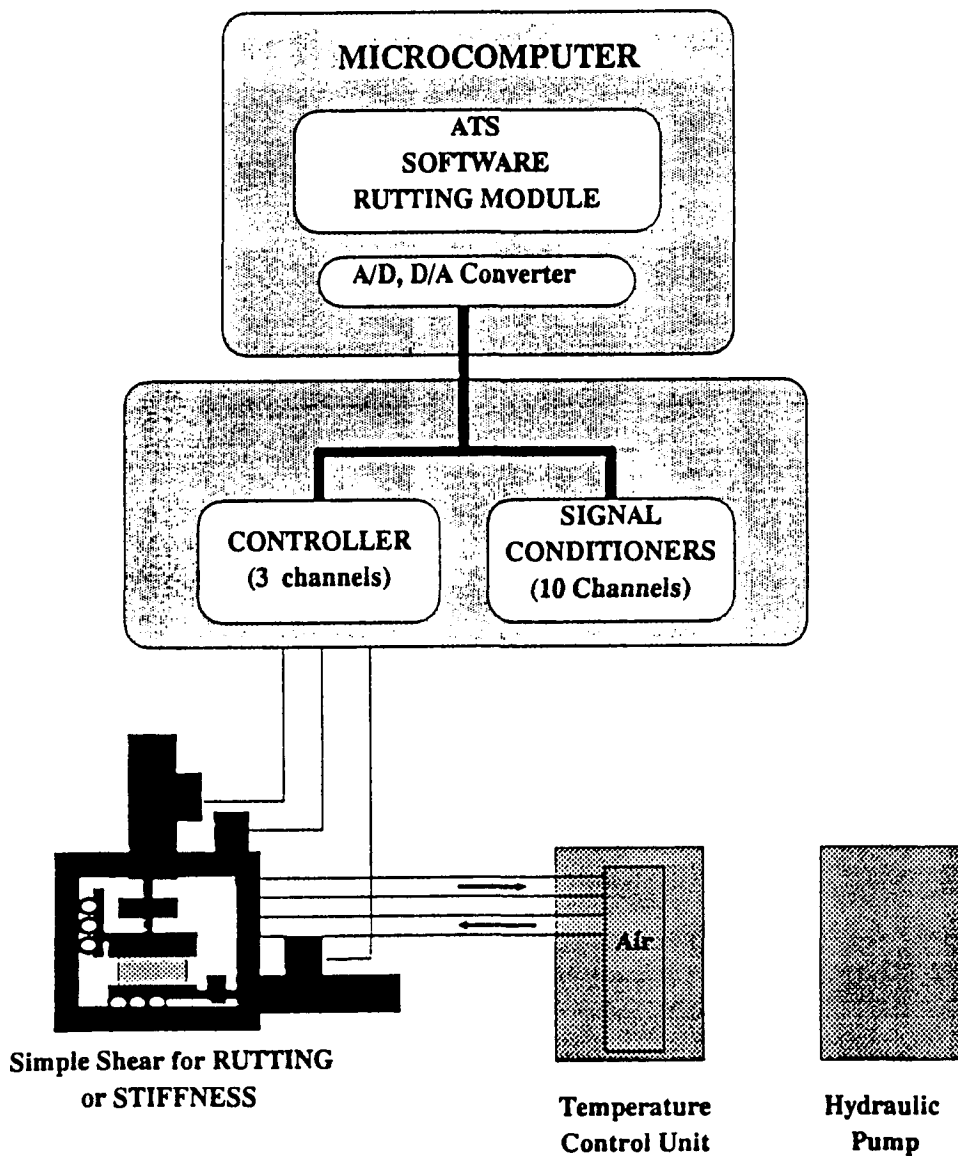 MICROCOMPUTER
ATS
SOFTWARE
RUTTING MODULE
A/D, D/A Converter
CONTROLLER
(3 channels)
SIGNAL
CONDITIONERS
(10 Channels)
Air
Simple Shear for RUTTING
or STIFFNESS
Temperature
Control Unit
Hydraulic
Pump